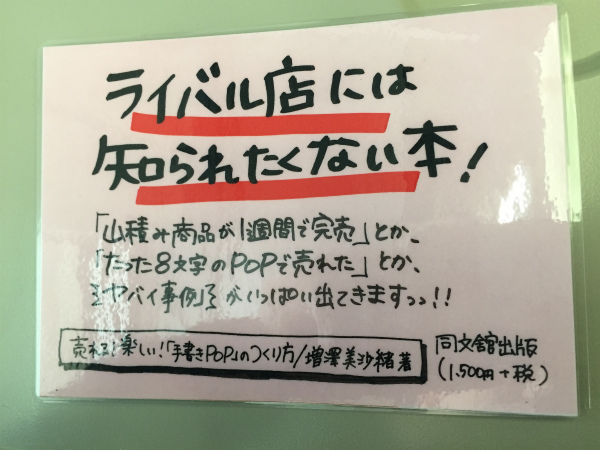 ライバル店には
知られたくない本!
「山積み商品が1週間で完売」とか、
「たった8文字のPOPで売れた」とか、
ミヤバイ事例ミがいっぱい出てきますっっ!!
売れる!楽しい!「手書きPOP」のつくり方/増澤美沙緒著
同文舘出版
(1,500円+税)